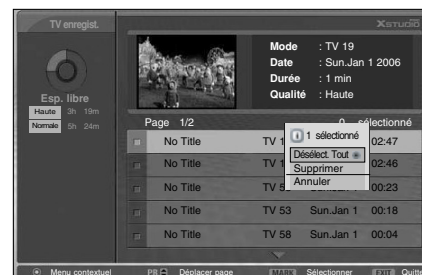 TV enregist.
XSTUDIO
Mode : TV 19
Date : Sun.Jan 1 2006
Durée : 1 min
Qualité : Haute
Esp. libre
Haute 3h 19m
Normale 5h 24m
Page 1/2
0 sélectionné
1 sélectionné
Désélect. Tout
Supprimer
Annuler
No Title TV 1 02:47
No Title TV 1 02:46
No Title TV 5 00:23
No Title TV 53 Sun.Jan 1 00:18
No Title TV 58 Sun.Jan 1 00:04
Menu contextuel PR Déplacer page MARK Sélectionner EXIT Quitte